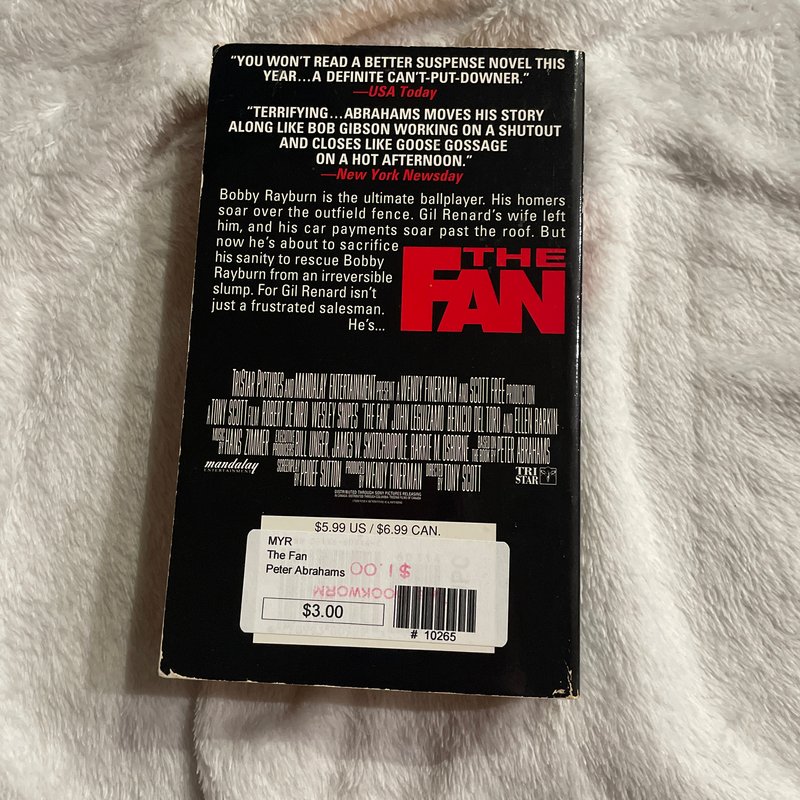 "YOU WON'T READ A BETTER SUSPENSE NOVEL THIS
YEAR...A DEFINITE CAN'T-PUT-DOWNER."
—USA Today
"TERRIFYING...ABRAHAMS MOVES HIS STORY
ALONG LIKE BOB GIBSON WORKING ON A SHUTOUT
AND CLOSES LIKE GOOSE GOSSAGE
ON A HOT AFTERNOON."
—New York Newsday
Bobby Rayburn is the ultimate ballplayer. His homers
soar over the outfield fence. Gil Renard's wife left
him, and his car payments soar past the roof. But
now he's about to sacrifice
his sanity to rescue Bobby
Rayburn from an irreversible
slump. For Gil Renard isn't
just a frustrated salesman.
He's...
THE
FAN
TRISTAR PICTURES AND MANDALAY ENTERTAINMENT PRESENT A WENDY FINERMAN AND SCOTT FREE PRODUCTION
A TONY SCOTT FILM ROBERT DE NIRO WESLEY SNIPES "THE FAN" JOHN LEGUIZAMO BENICIO DEL TORO AND ELLEN BARKIN
MUSIC BY HANS ZIMMER EXECUTIVE PRODUCERS BILL UNGER, JAMES W. SKOTCHDOPOLE, BARRIE M. OSBORNE BASED ON THE BOOK BY PETER ABRAHAMS
SCREENPLAY BY PHOEF SUTTON PRODUCED BY WENDY FINERMAN DIRECTED BY TONY SCOTT
mandalay
ENTERTAINMENT
TRI
STAR
DISTRIBUTED THROUGH SONY PICTURES RELEASING
$5.99 US / $6.99 CAN.
MYR
The Fan
Peter Abrahams
$1.00
BOOKWORM
$3.00
# 10265